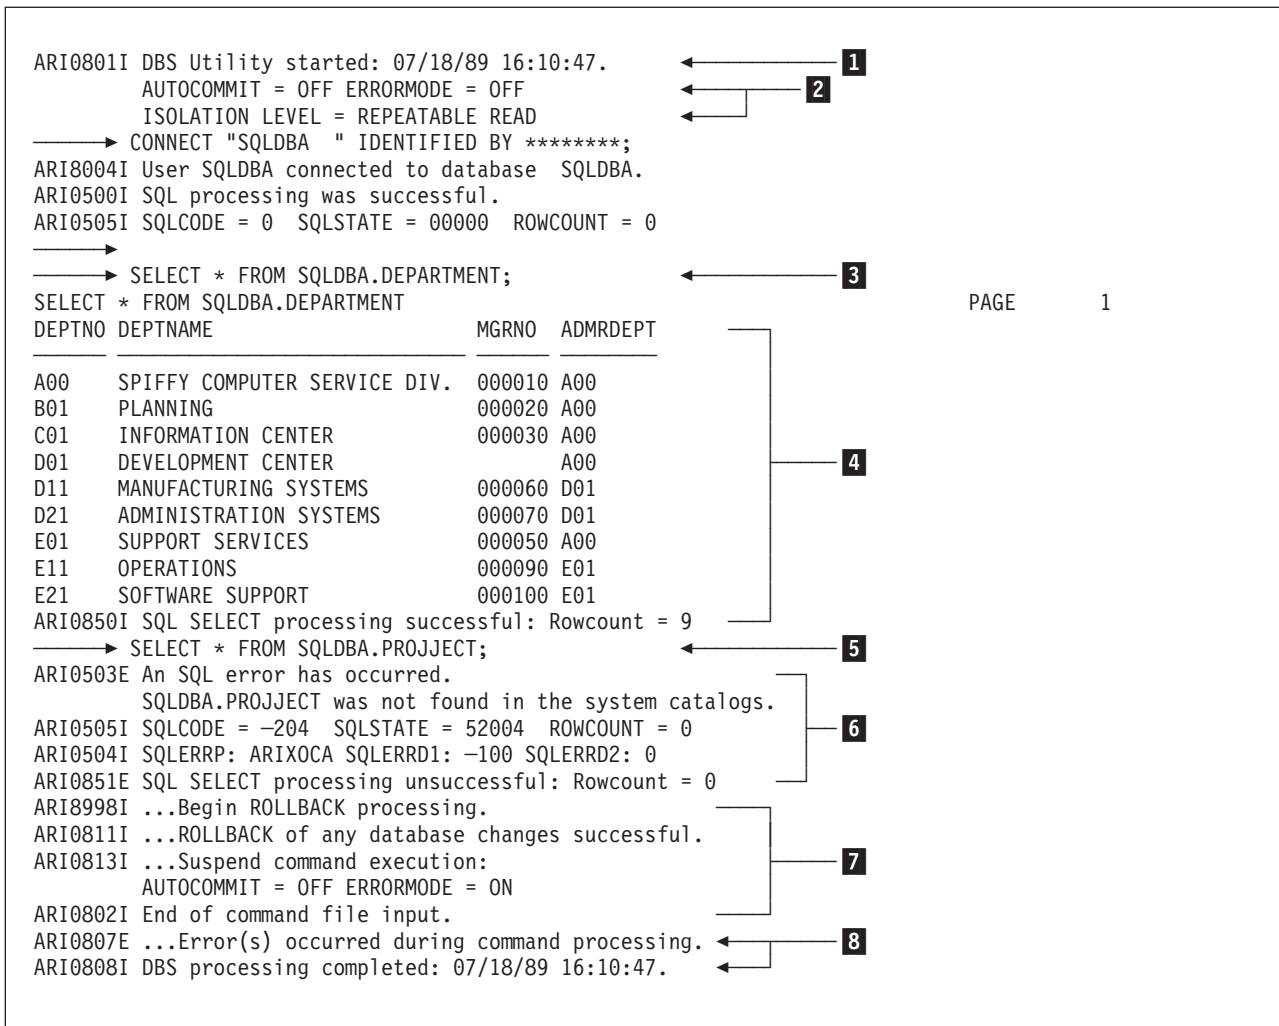 ARI0801I DBS Utility started: 07/18/89 16:10:47. 1
AUTOCOMMIT = OFF ERRORMODE = OFF 2
ISOLATION LEVEL = REPEATABLE READ
CONNECT "SQLDBA  " IDENTIFIED BY ********;
ARI8004I User SQLDBA connected to database  SQLDBA.
ARI0500I SQL processing was successful.
ARI0505I SQLCODE = 0  SQLSTATE = 00000  ROWCOUNT = 0
SELECT * FROM SQLDBA.DEPARTMENT; 3
SELECT * FROM SQLDBA.DEPARTMENT PAGE 1
DEPTNO DEPTNAME MGRNO ADMRDEPT
A00 SPIFFY COMPUTER SERVICE DIV. 000010 A00
B01 PLANNING 000020 A00
C01 INFORMATION CENTER 000030 A00
D01 DEVELOPMENT CENTER A00 4
D11 MANUFACTURING SYSTEMS 000060 D01
D21 ADMINISTRATION SYSTEMS 000070 D01
E01 SUPPORT SERVICES 000050 A00
E11 OPERATIONS 000090 E01
E21 SOFTWARE SUPPORT 000100 E01
ARI0850I SQL SELECT processing successful: Rowcount = 9
SELECT * FROM SQLDBA.PROJJECT; 5
ARI0503E An SQL error has occurred.
SQLDBA.PROJJECT was not found in the system catalogs.
ARI0505I SQLCODE = −204  SQLSTATE = 52004  ROWCOUNT = 0 6
ARI0504I SQLERRP: ARIXOCA SQLERRD1: −100 SQLERRD2: 0
ARI0851E SQL SELECT processing unsuccessful: Rowcount = 0
ARI8998I ...Begin ROLLBACK processing.
ARI0811I ...ROLLBACK of any database changes successful.
ARI0813I ...Suspend command execution: 7
AUTOCOMMIT = OFF ERRORMODE = ON
ARI0802I End of command file input.
ARI0807E ...Error(s) occurred during command processing. 8
ARI0808I DBS processing completed: 07/18/89 16:10:47.